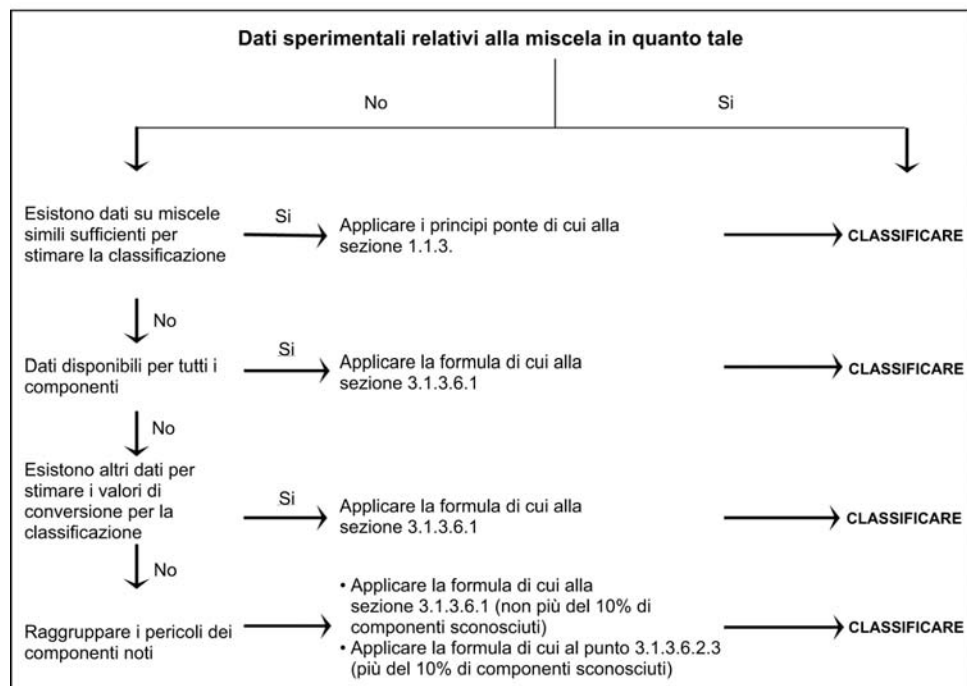 Dati sperimentali relativi alla miscela in quanto tale
No
Si
Esistono dati su miscele
simili sufficienti per
stimare la classificazione
Si
Applicare i principi ponte di cui alla
sezione 1.1.3.
CLASSIFICARE
No
Dati disponibili per tutti i
componenti
Si
Applicare la formula di cui alla
sezione 3.1.3.6.1
CLASSIFICARE
No
Esistono altri dati per
stimare i valori di
conversione per la
classificazione
Si
Applicare la formula di cui alla
sezione 3.1.3.6.1
CLASSIFICARE
No
Raggruppare i pericoli dei
componenti noti
• Applicare la formula di cui alla
sezione 3.1.3.6.1 (non più del 10% di
componenti sconosciuti)
• Applicare la formula di cui al punto 3.1.3.6.2.3
(più del 10% di componenti sconosciuti)
CLASSIFICARE